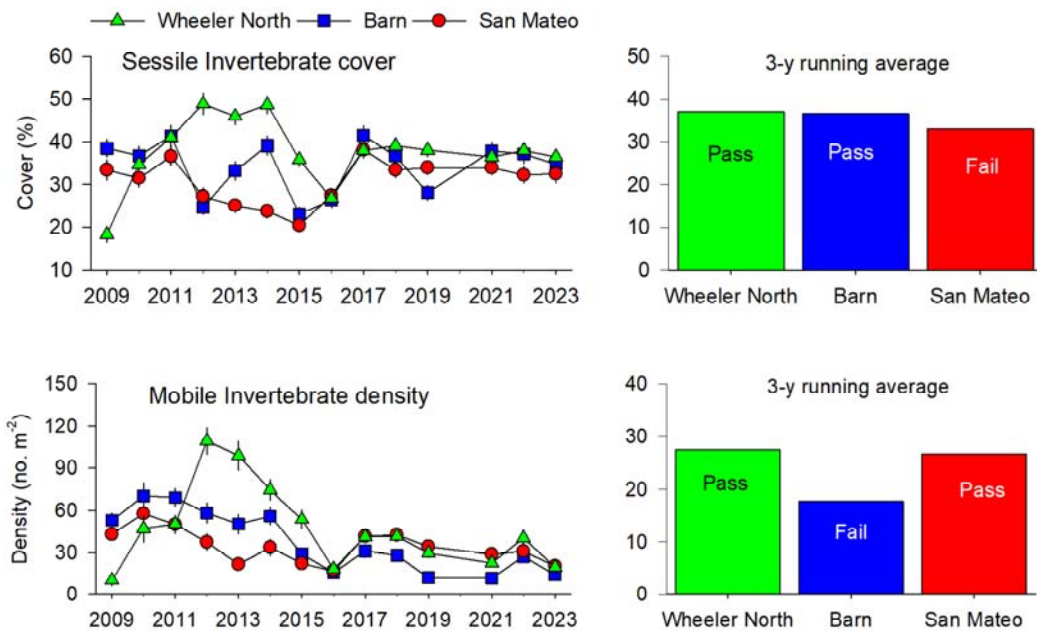 Wheeler North Barn San Mateo
Sessile Invertebrate cover
Cover (%)
60
50
40
30
20
10
2009 2011 2013 2015 2017 2019 2021 2023
3-y running average
50
40
30
20
10
0
Pass Pass Fail
Wheeler North Barn San Mateo
Mobile Invertebrate density
Density (no. m⁻²)
150
120
90
60
30
0
2009 2011 2013 2015 2017 2019 2021 2023
3-y running average
40
30
20
10
0
Pass Fail Pass
Wheeler North Barn San Mateo